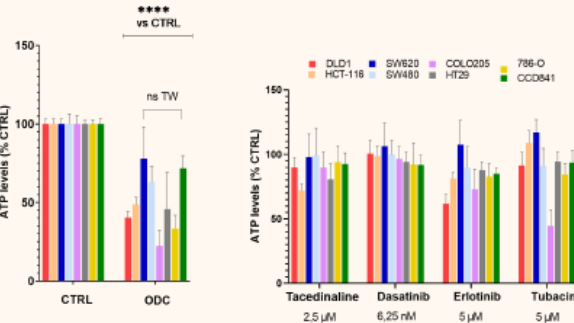 ****
vs CTRL
ATP levels (% CTRL)
150
100
50
0
ns TW
CTRL
ODC
DLD1
HCT-116
SW620
SW480
COLO205
HT29
786-O
CCD841
ATP levels (% CTRL)
150
100
50
0
Tacedinaline
Dasatinib
Erlotinib
Tubacin
2,5 µM
6,25 nM
5 µM
5 µM